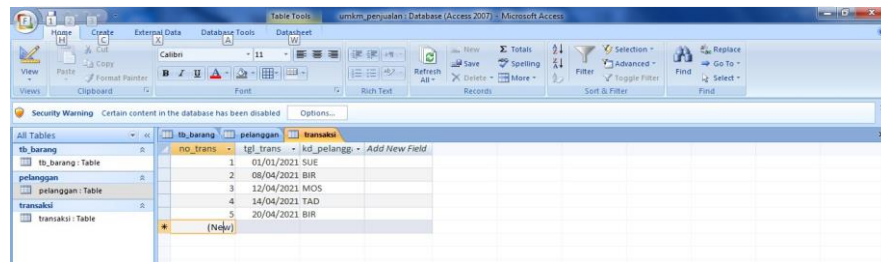 Table Tools umkm_penjualan : Database (Access 2007) - Microsoft Access
Home Create External Data Database Tools Datasheet
H C X A W
View Paste Cut Copy Format Painter
Calibri 11
B I U A
Refresh All
New Save Delete
Totals Spelling More
Filter Selection Advanced Toggle Filter
Find Replace Go To Select
Views Clipboard Font Rich Text Records Sort & Filter Find
Security Warning Certain content in the database has been disabled Options...
All Tables tb_barang pelanggan transaksi
tb_barang
tb_barang : Table
pelanggan
pelanggan : Table
transaksi
transaksi : Table
no_trans tgl_trans kd_pelangg Add New Field
1 01/01/2021 SUE
2 08/04/2021 BIR
3 12/04/2021 MOS
4 14/04/2021 TAD
5 20/04/2021 BIR
* (New)